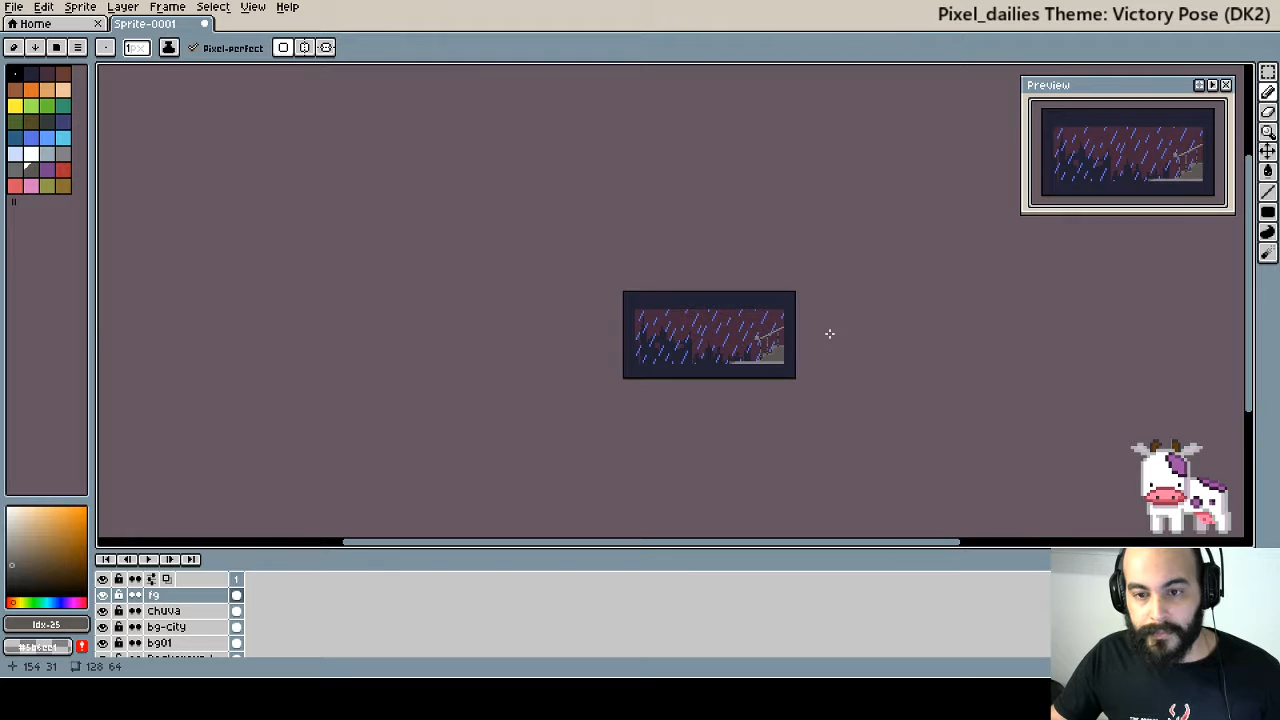 Pixel_dailies Theme: Victory Pose (DK2)
File Edit Sprite Layer Frame Select View Help
Home
Sprite-0001
Pixel-perfect
Preview
1
fg
chuva
bg-city
bg01
Idx-25
154 31 128 64